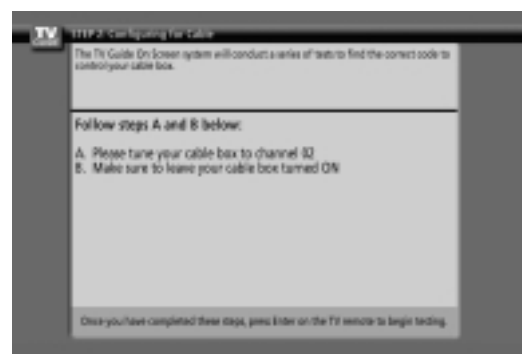 TV
GUIDE
STEP 2: Configuring for Cable
The TV Guide On Screen system will conduct a series of tests to find the correct code to
control your cable box.
Follow steps A and B below:
A. Please tune your cable box to channel 02
B. Make sure to leave your cable box turned ON
Once you have completed these steps, press Enter on the TV remote to begin testing.